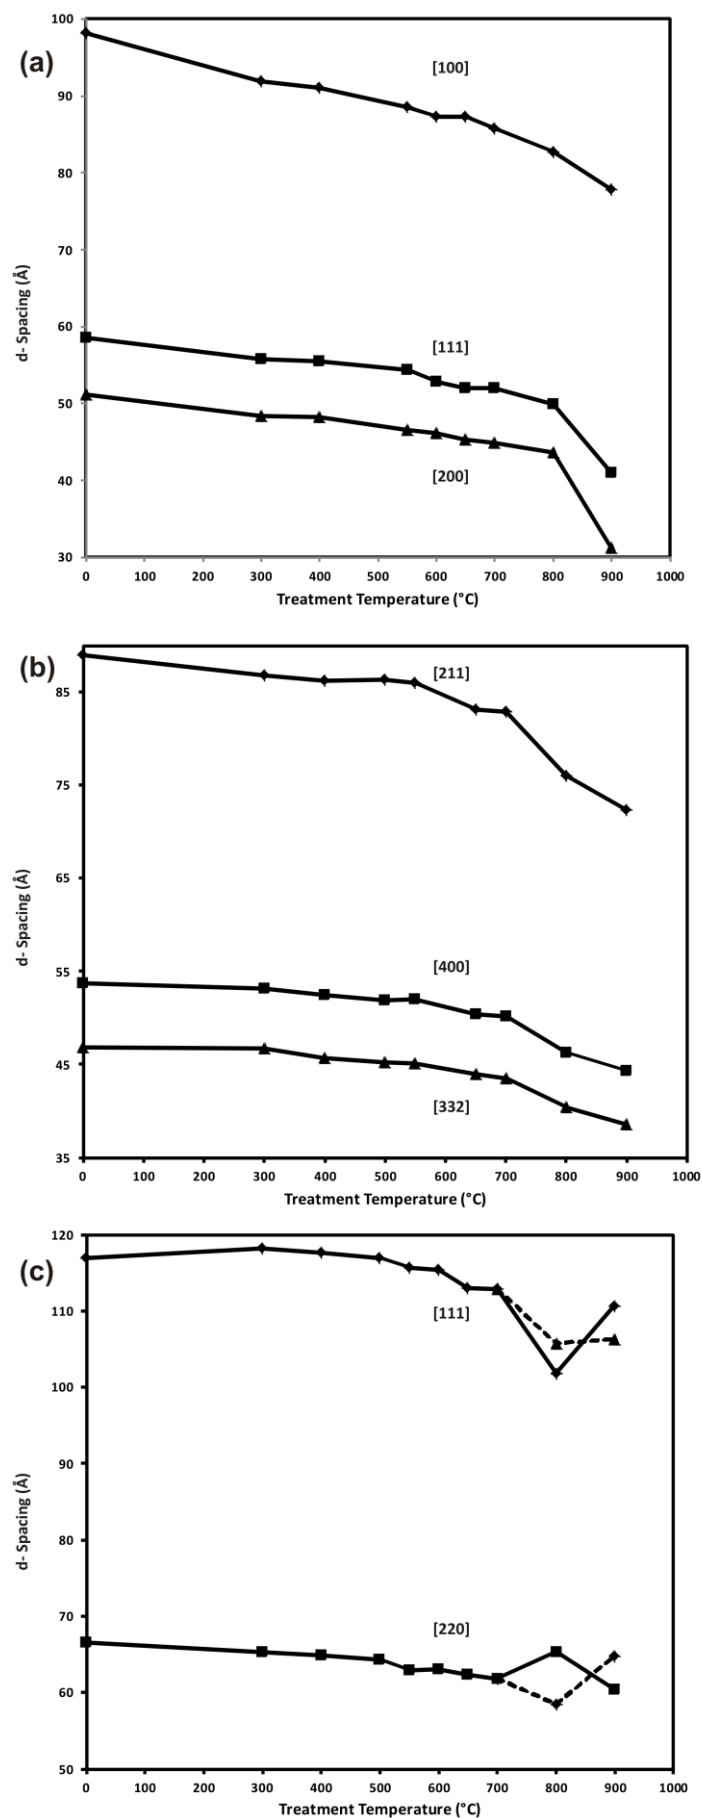 (a)
100
90
80
70
60
50
40
30
d- Spacing (Å)
[100]
[111]
[200]
0 100 200 300 400 500 600 700 800 900 1000
Treatment Temperature (°C)
(b)
85
75
65
55
45
35
d- Spacing (Å)
[211]
[400]
[332]
0 100 200 300 400 500 600 700 800 900 1000
Treatment Temperature (°C)
(c)
120
110
100
90
80
70
60
50
d- Spacing (Å)
[111]
[220]
0 100 200 300 400 500 600 700 800 900 1000
Treatment Temperature (°C)